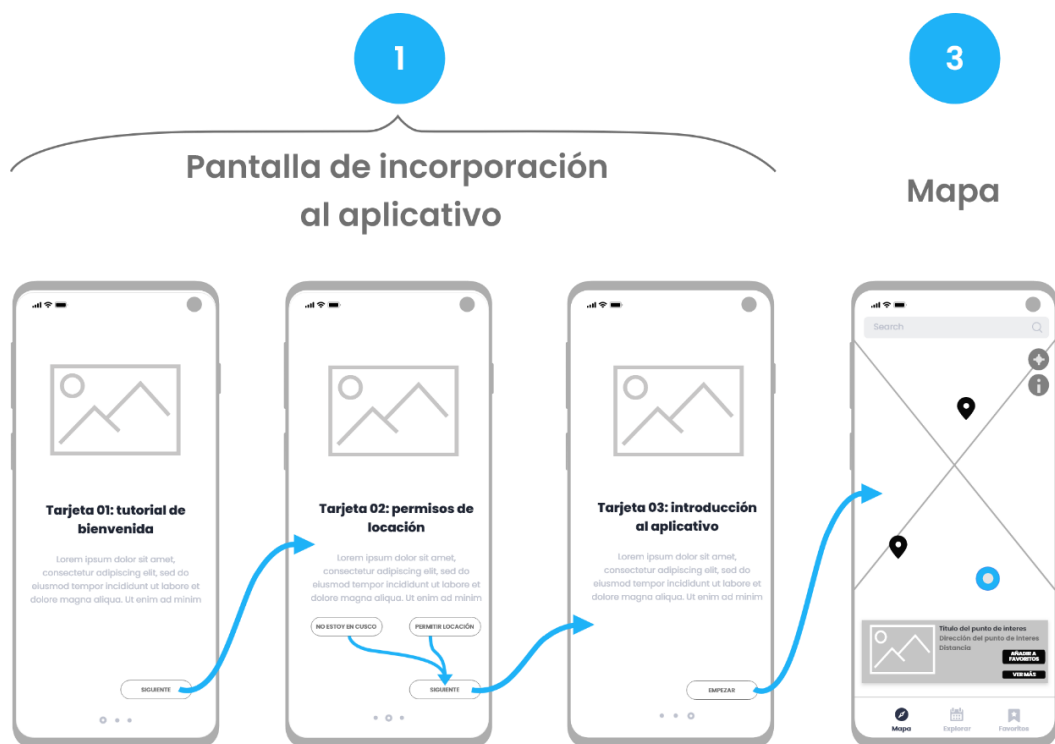 1
3
Pantalla de incorporación
al aplicativo
Mapa
Tarjeta 01: tutorial de
bienvenida
Lorem ipsum dolor sit amet,
consectetur adipiscing elit, sed do
eiusmod tempor incididunt ut labore et
dolore magna aliqua. Ut enim ad minim
SIGUIENTE
Tarjeta 02: permisos de
locación
Lorem ipsum dolor sit amet,
consectetur adipiscing elit, sed do
eiusmod tempor incididunt ut labore et
dolore magna aliqua. Ut enim ad minim
NO ESTOY EN CUSCO
PERMITIR LOCACIÓN
SIGUIENTE
Tarjeta 03: introducción
al aplicativo
Lorem ipsum dolor sit amet,
consectetur adipiscing elit, sed do
eiusmod tempor incididunt ut labore et
dolore magna aliqua. Ut enim ad minim
EMPEZAR
Search
Título del punto de interes
Dirección del punto de interes
Distancia
AÑADIR A
FAVORITOS
VER MÁS
Mapa
Explorar
Favoritos